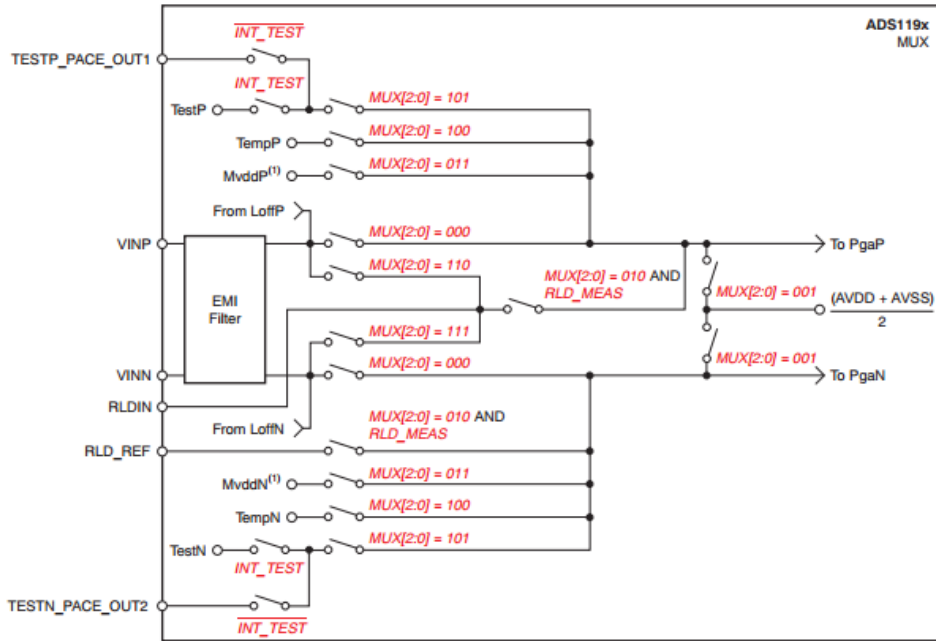 ADS119x
MUX
INT_TEST
TESTP_PACE_OUT1
INT_TEST
TestP
MUX[2:0] = 101
TempP
MUX[2:0] = 100
MvddP(1)
MUX[2:0] = 011
From LoffP
VINP
MUX[2:0] = 000
To PgaP
MUX[2:0] = 110
MUX[2:0] = 010 AND
RLD_MEAS
EMI
Filter
MUX[2:0] = 001
(AVDD + AVSS)
2
MUX[2:0] = 111
MUX[2:0] = 001
VINN
MUX[2:0] = 000
To PgaN
RLDIN
From LoffN
MUX[2:0] = 010 AND
RLD_MEAS
RLD_REF
MvddN(1)
MUX[2:0] = 011
TempN
MUX[2:0] = 100
TestN
MUX[2:0] = 101
INT_TEST
TESTN_PACE_OUT2
INT_TEST